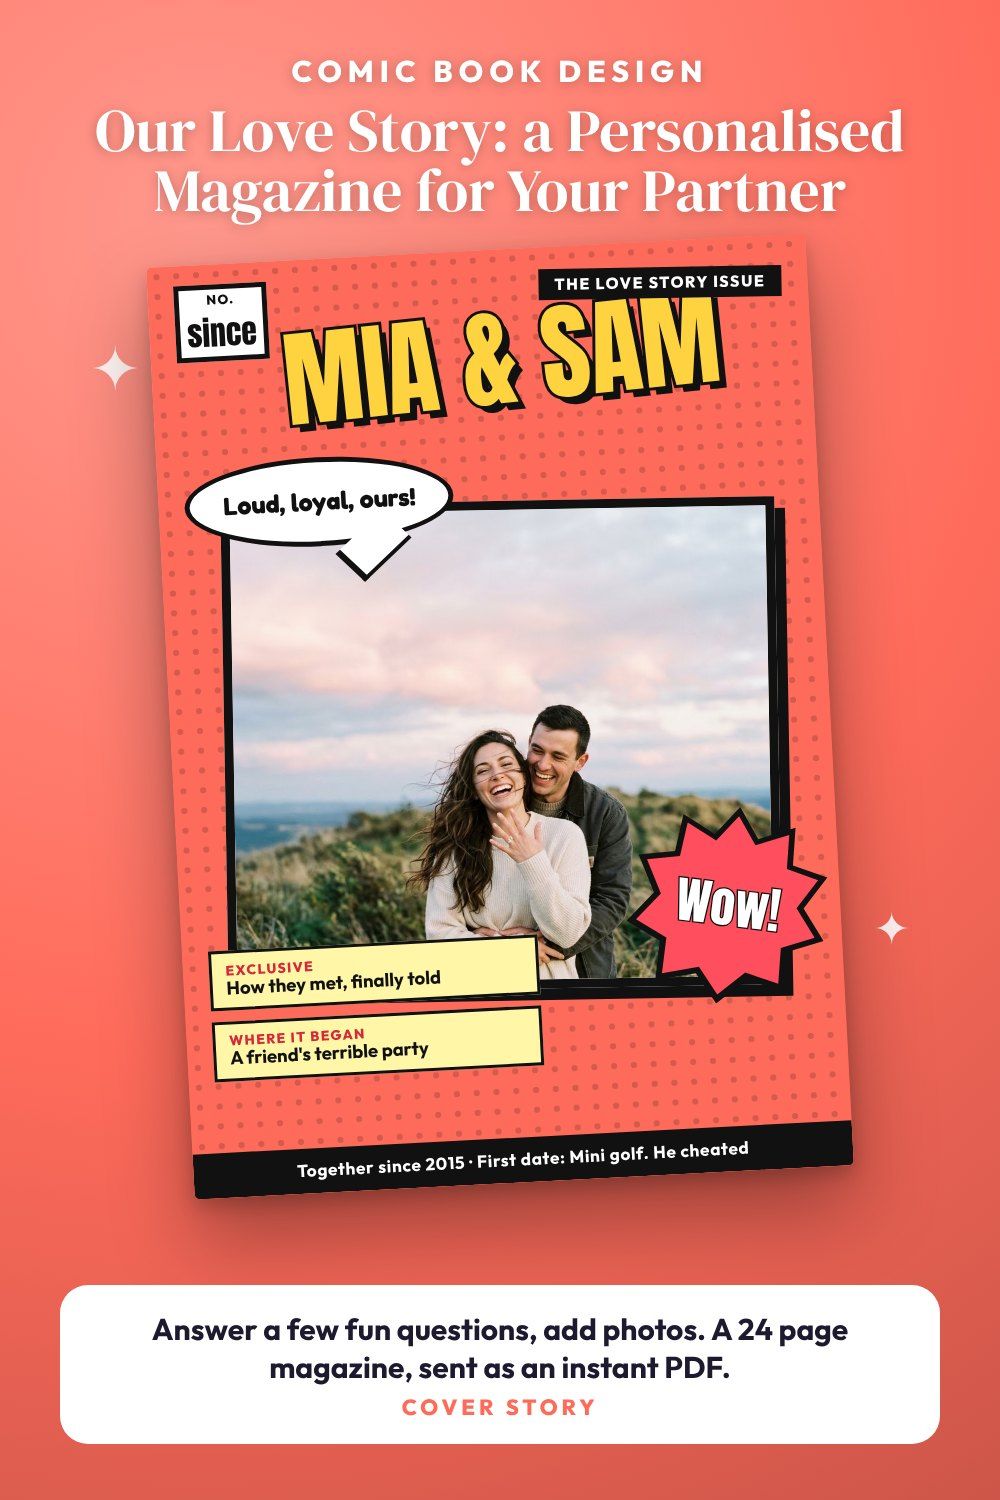 COMIC BOOK DESIGN
Our Love Story: a Personalised
Magazine for Your Partner
NO.
since
THE LOVE STORY ISSUE
MIA & SAM
Loud, loyal, ours!
Wow!
EXCLUSIVE
How they met, finally told
WHERE IT BEGAN
A friend's terrible party
Together since 2015 · First date: Mini golf. He cheated
Answer a few fun questions, add photos. A 24 page
magazine, sent as an instant PDF.
COVER STORY